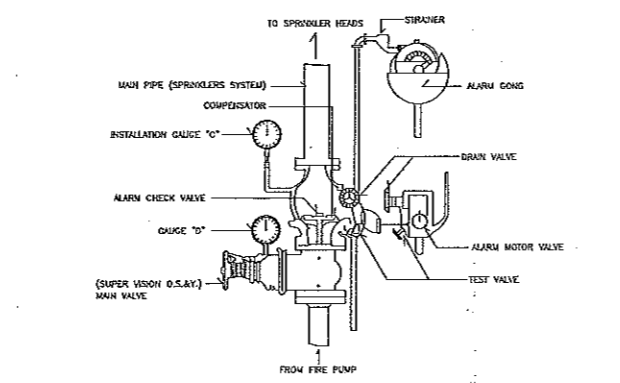 TO SPRINKLER HEADS
STRAINER
MAIN PIPE (SPRINKLERS SYSTEM)
ALARM GONG
COMPENSATOR
INSTALLATION GAUGE "C"
DRAIN VALVE
ALARM CHECK VALVE
GAUGE "D"
ALARM MOTOR VALVE
(SUPER VISION O.S.&Y.)
MAIN VALVE
TEST VALVE
FROM FIRE PUMP